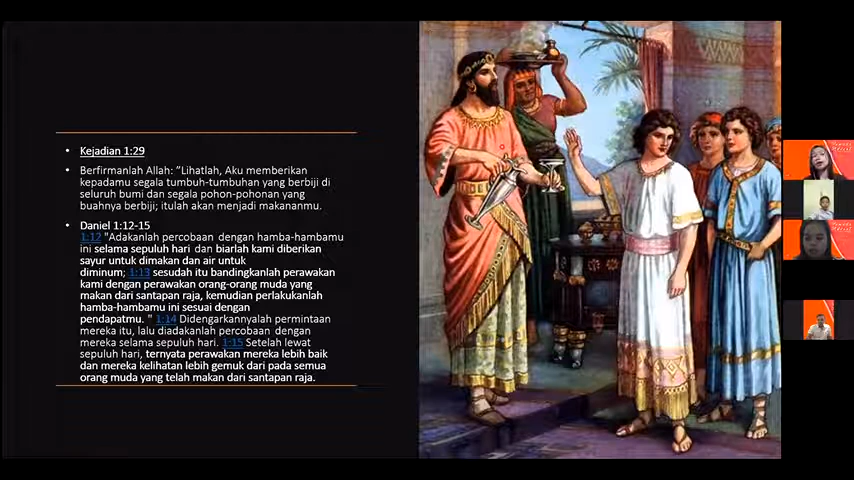 Kejadian 1:29
Berfirmanlah Allah: "Lihatlah, Aku memberikan
kepadamu segala tumbuh-tumbuhan yang berbiji di
seluruh bumi dan segala pohon-pohonan yang
buahnya berbiji; itulah akan menjadi makananmu.
Daniel 1:12-15
1:12 "Adakanlah percobaan dengan hamba-hambamu
ini selama sepuluh hari dan biarlah kami diberikan
sayur untuk dimakan dan air untuk
diminum; 1:13 sesudah itu bandingkanlah perawakan
kami dengan perawakan orang-orang muda yang
makan dari santapan raja, kemudian perlakukanlah
hamba-hambamu ini sesuai dengan
pendapatmu. " 1:14 Didengarkannyalah permintaan
mereka itu, lalu diadakanlah percobaan dengan
mereka selama sepuluh hari. 1:15 Setelah lewat
sepuluh hari, ternyata perawakan mereka lebih baik
dan mereka kelihatan lebih gemuk dari pada semua
orang muda yang telah makan dari santapan raja.